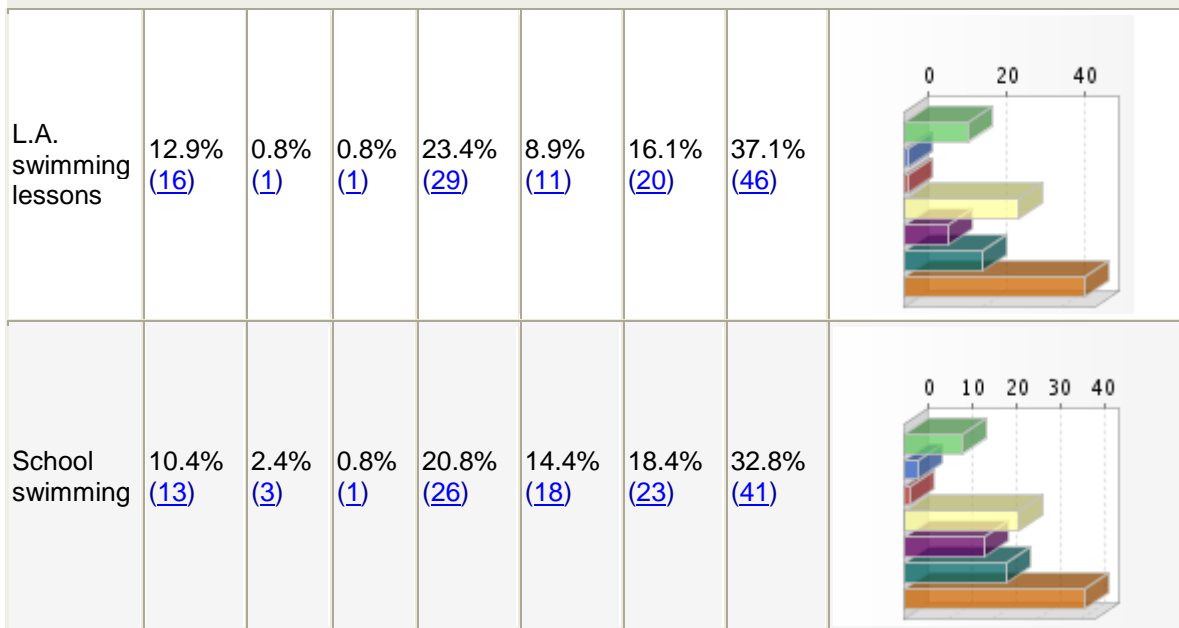 0 20 40
L.A.
swimming
lessons
12.9% 0.8% 0.8% 23.4% 8.9% 16.1% 37.1%
(16) (1) (1) (29) (11) (20) (46)
0 10 20 30 40
School
swimming
10.4% 2.4% 0.8% 20.8% 14.4% 18.4% 32.8%
(13) (3) (1) (26) (18) (23) (41)